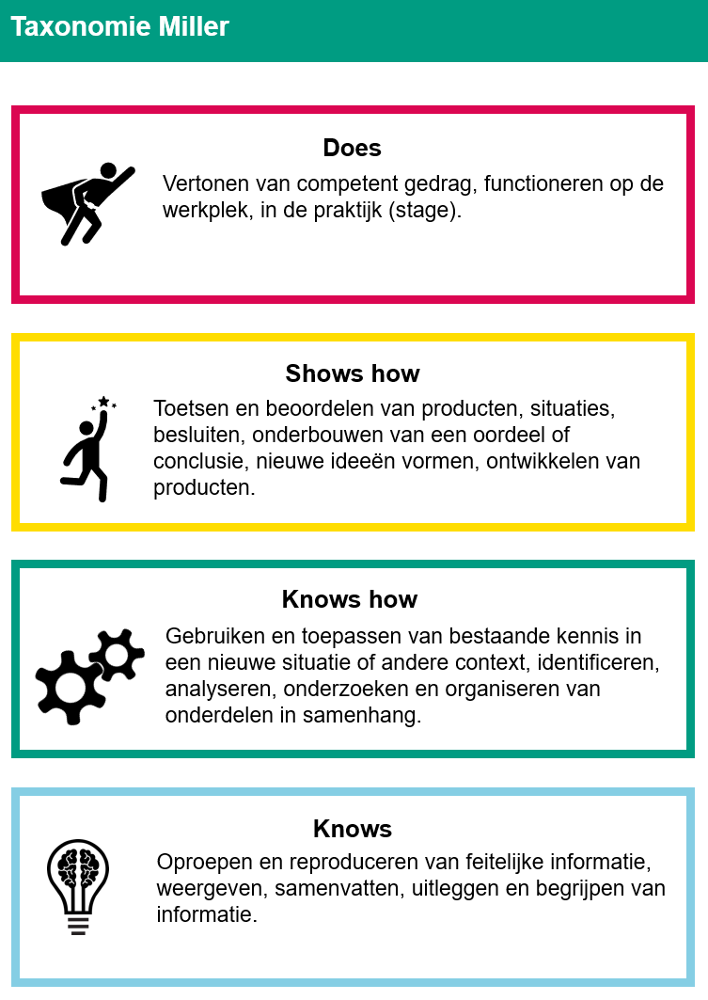 Taxonomie Miller
Does
Vertonen van competent gedrag, functioneren op de
werkplek, in de praktijk (stage).
Shows how
Toetsen en beoordelen van producten, situaties,
besluiten, onderbouwen van een oordeel of
conclusie, nieuwe ideeën vormen, ontwikkelen van
producten.
Knows how
Gebruiken en toepassen van bestaande kennis in
een nieuwe situatie of andere context, identificeren,
analyseren, onderzoeken en organiseren van
onderdelen in samenhang.
Knows
Oproepen en reproduceren van feitelijke informatie,
weergeven, samenvatten, uitleggen en begrijpen van
informatie.